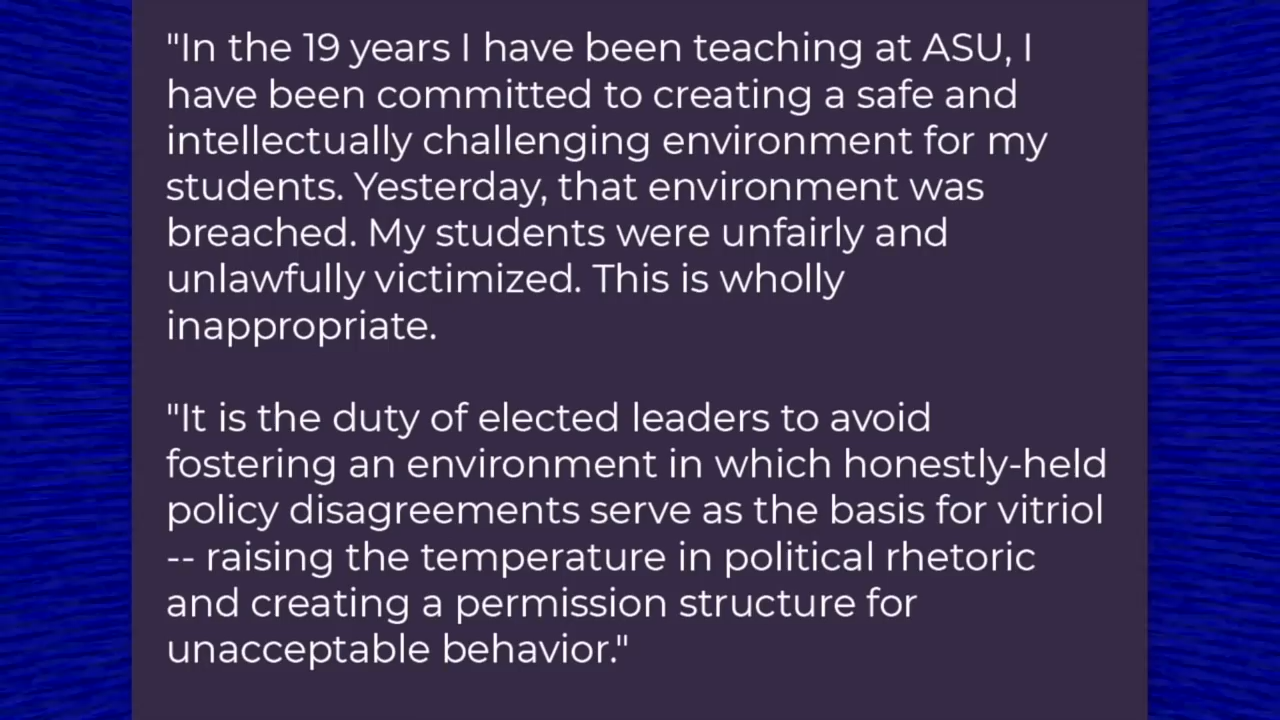 "In the 19 years I have been teaching at ASU, I
have been committed to creating a safe and
intellectually challenging environment for my
students. Yesterday, that environment was
breached. My students were unfairly and
unlawfully victimized. This is wholly
inappropriate.
"It is the duty of elected leaders to avoid
fostering an environment in which honestly-held
policy disagreements serve as the basis for vitriol
-- raising the temperature in political rhetoric
and creating a permission structure for
unacceptable behavior."